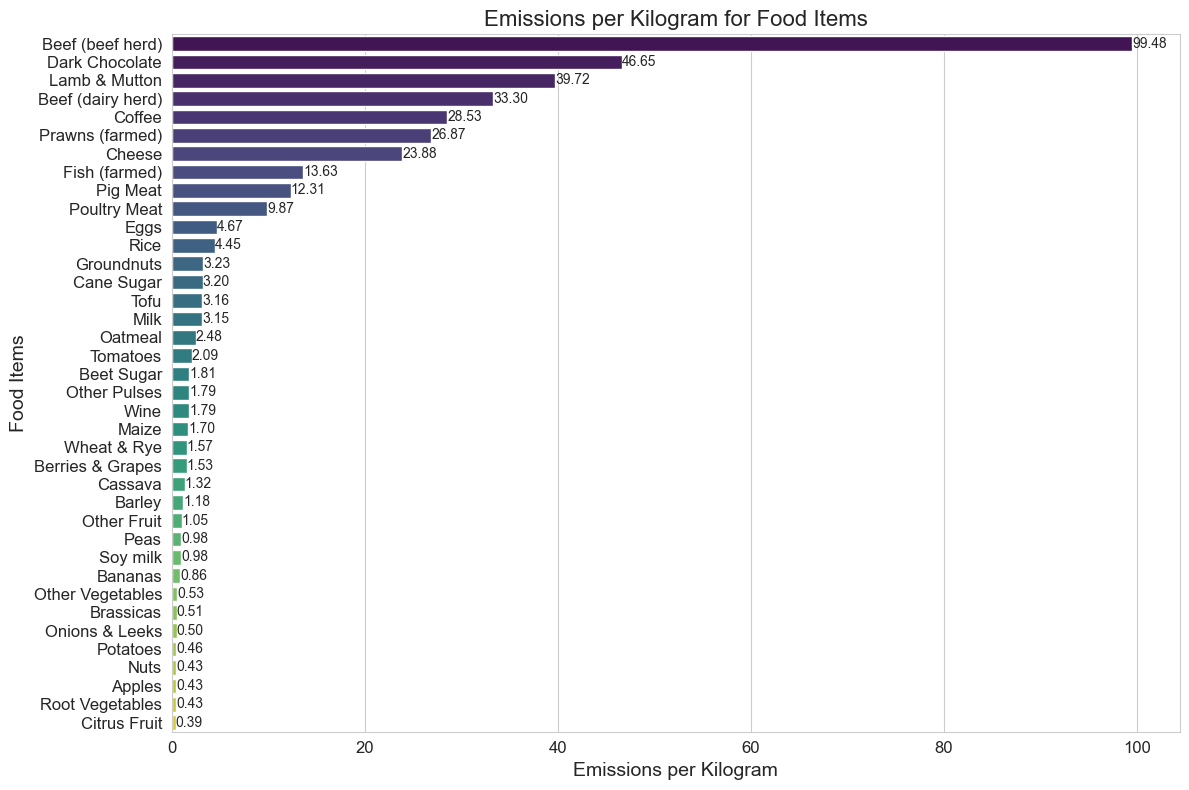 Emissions per Kilogram for Food Items
Beef (beef herd) 99.48
Dark Chocolate 46.65
Lamb & Mutton 39.72
Beef (dairy herd) 33.30
Coffee 28.53
Prawns (farmed) 26.87
Cheese 23.88
Fish (farmed) 13.63
Pig Meat 12.31
Poultry Meat 9.87
Eggs 4.67
Rice 4.45
Groundnuts 3.23
Cane Sugar 3.20
Tofu 3.16
Milk 3.15
Oatmeal 2.48
Tomatoes 2.09
Beet Sugar 1.81
Other Pulses 1.79
Wine 1.79
Maize 1.70
Wheat & Rye 1.57
Berries & Grapes 1.53
Cassava 1.32
Barley 1.18
Other Fruit 1.05
Peas 0.98
Soy milk 0.98
Bananas 0.86
Other Vegetables 0.53
Brassicas 0.51
Onions & Leeks 0.50
Potatoes 0.46
Nuts 0.43
Apples 0.43
Root Vegetables 0.43
Citrus Fruit 0.39
Food Items
0 20 40 60 80 100
Emissions per Kilogram